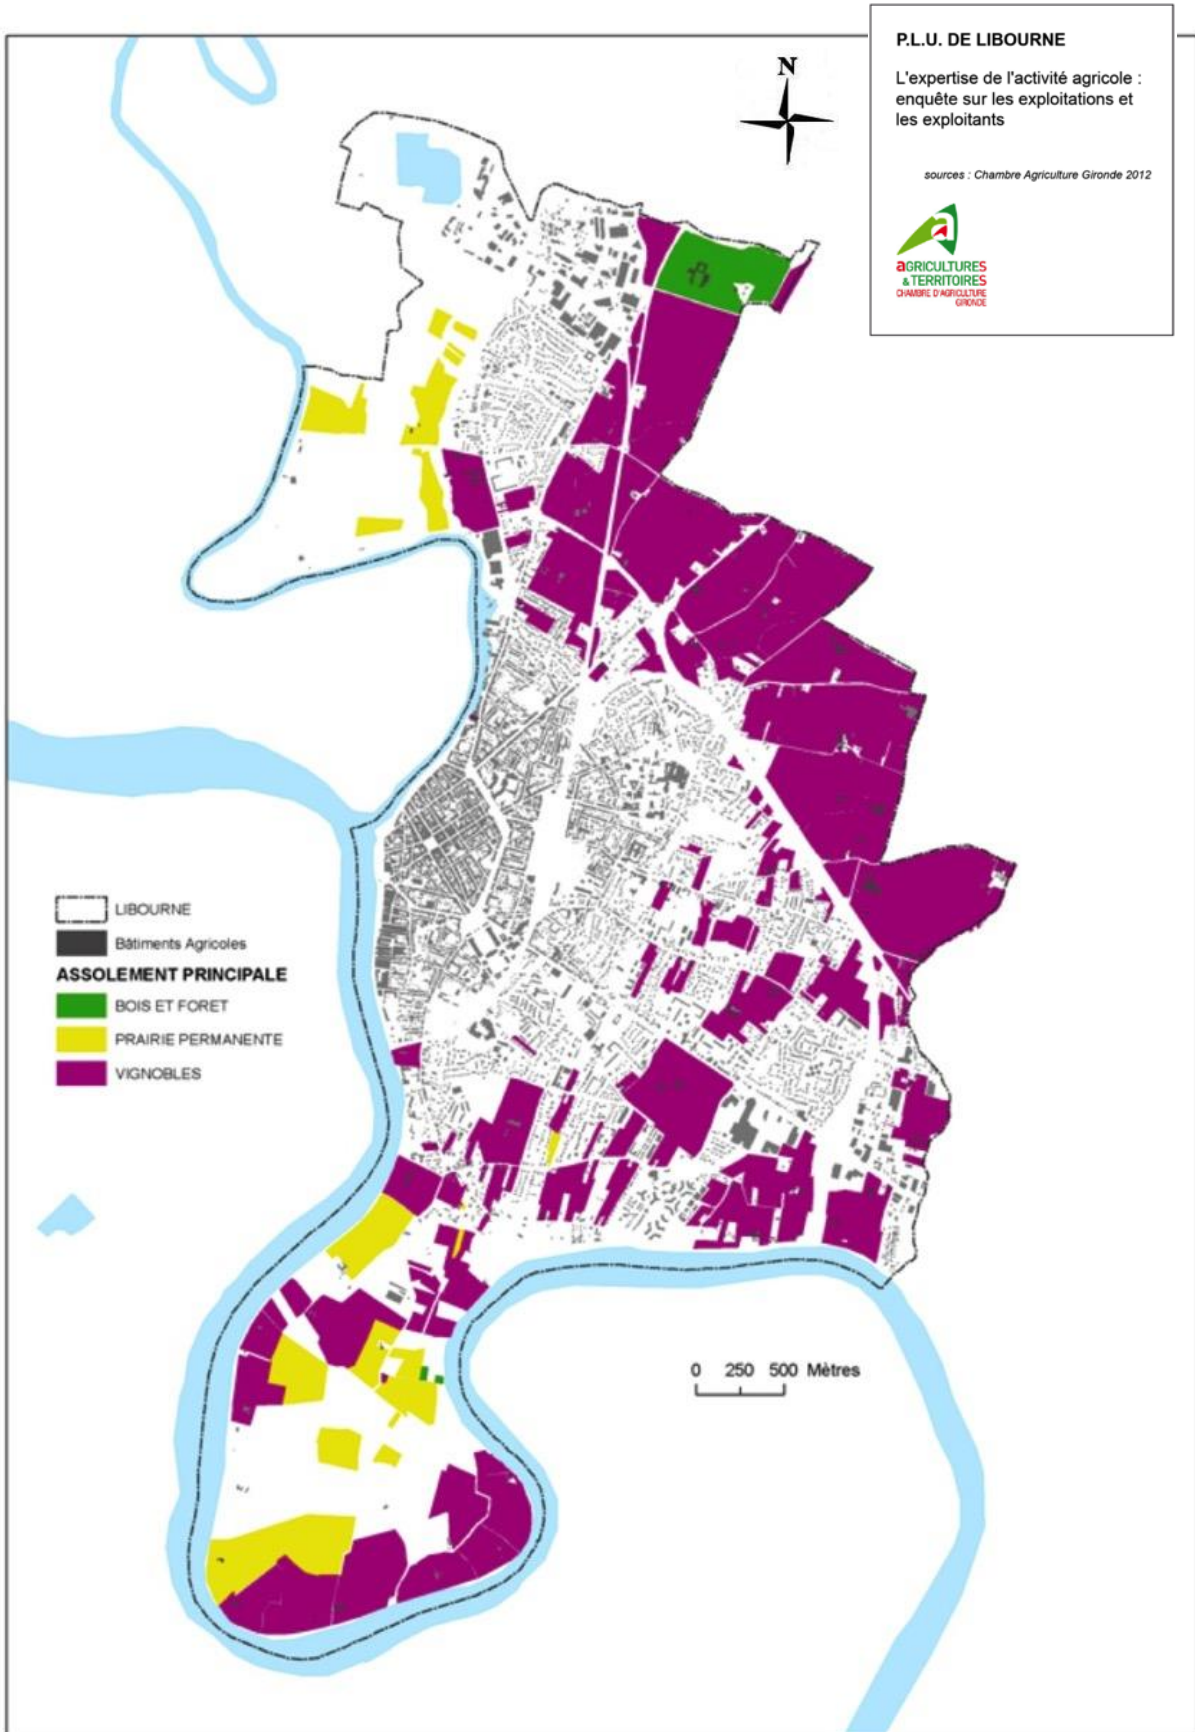 P.L.U. DE LIBOURNE
L'expertise de l'activité agricole :
enquête sur les exploitations et
les exploitants
sources : Chambre Agriculture Gironde 2012
a
aGRICULTURES
& TERRITOIRES
CHAMBRE D'AGRICULTURE
GIRONDE
N
LIBOURNE
Bâtiments Agricoles
ASSOLEMENT PRINCIPALE
BOIS ET FORET
PRAIRIE PERMANENTE
VIGNOBLES
0 250 500 Mètres